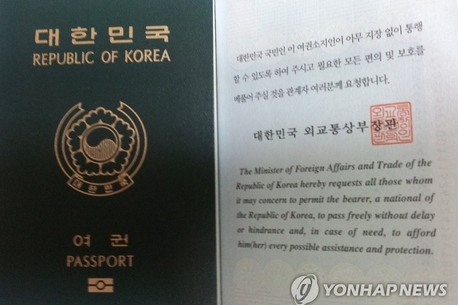 대한민국
REPUBLIC OF KOREA
대한민국
여 권
PASSPORT
대한민국 국민인 이 여권소지인이 아무 지장 없이 통행
할 수 있도록 하여 주시고 필요한 모든 편의 및 보호를
베풀어 주실 것을 관계자 여러분께 요청합니다.
대한민국 외교통상부장관
The Minister of Foreign Affairs and Trade of the
Republic of Korea hereby requests all those whom
it may concern to permit the bearer, a national of
the Republic of Korea, to pass freely without delay
or hindrance and, in case of need, to afford
him(her) every possible assistance and protection.
YONHAP NEWS